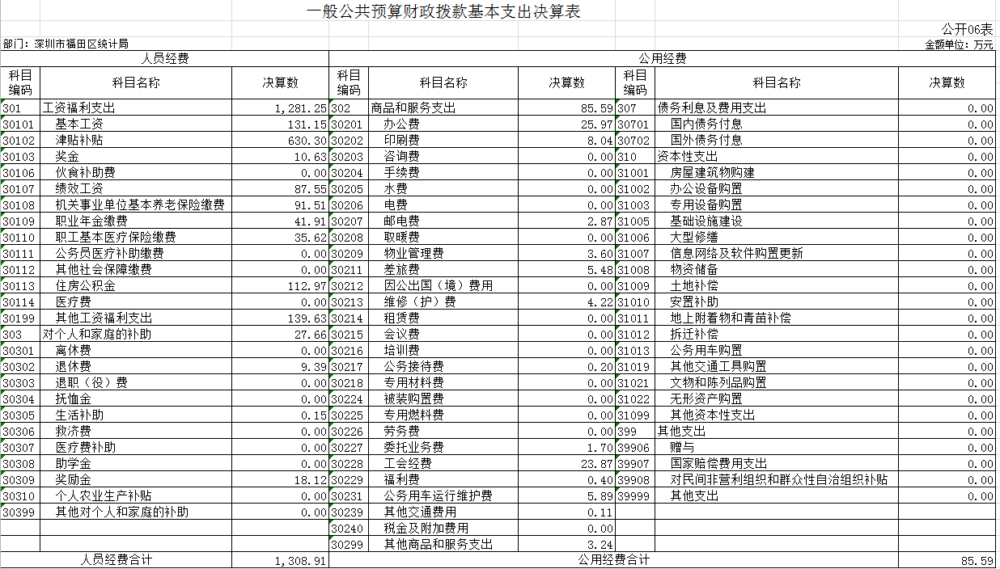 一般公共预算财政拨款基本支出决算表
公开06表
部门：深圳市福田区统计局 金额单位：万元
人员经费 公用经费
科目编码 科目名称 决算数 科目编码 科目名称 决算数 科目编码 科目名称 决算数
301 工资福利支出 1,281.25 302 商品和服务支出 85.59 307 债务利息及费用支出 0.00
30101 基本工资 131.15 30201 办公费 25.97 30701 国内债务付息 0.00
30102 津贴补贴 630.30 30202 印刷费 8.04 30702 国外债务付息 0.00
30103 奖金 10.63 30203 咨询费 0.00 310 资本性支出 0.00
30106 伙食补助费 0.00 30204 手续费 0.00 31001 房屋建筑物购建 0.00
30107 绩效工资 87.55 30205 水费 0.00 31002 办公设备购置 0.00
30108 机关事业单位基本养老保险缴费 91.51 30206 电费 0.00 31003 专用设备购置 0.00
30109 职业年金缴费 41.91 30207 邮电费 2.87 31005 基础设施建设 0.00
30110 职工基本医疗保险缴费 35.62 30208 取暖费 0.00 31006 大型修缮 0.00
30111 公务员医疗补助缴费 0.00 30209 物业管理费 3.60 31007 信息网络及软件购置更新 0.00
30112 其他社会保障缴费 0.00 30211 差旅费 5.48 31008 物资储备 0.00
30113 住房公积金 112.97 30212 因公出国（境）费用 0.00 31009 土地补偿 0.00
30114 医疗费 0.00 30213 维修（护）费 4.22 31010 安置补助 0.00
30199 其他工资福利支出 139.63 30214 租赁费 0.00 31011 地上附着物和青苗补偿 0.00
303 对个人和家庭的补助 27.66 30215 会议费 0.00 31012 拆迁补偿 0.00
30301 离休费 0.00 30216 培训费 0.00 31013 公务用车购置 0.00
30302 退休费 9.39 30217 公务接待费 0.20 31019 其他交通工具购置 0.00
30303 退职（役）费 0.00 30218 专用材料费 0.00 31021 文物和陈列品购置 0.00
30304 抚恤金 0.00 30224 被装购置费 0.00 31022 无形资产购置 0.00
30305 生活补助 0.15 30225 专用燃料费 0.00 31099 其他资本性支出 0.00
30306 救济费 0.00 30226 劳务费 0.00 399 其他支出 0.00
30307 医疗费补助 0.00 30227 委托业务费 1.70 39906 赠与 0.00
30308 助学金 0.00 30228 工会经费 23.87 39907 国家赔偿费用支出 0.00
30309 奖励金 18.12 30229 福利费 0.40 39908 对民间非营利组织和群众性自治组织补贴 0.00
30310 个人农业生产补贴 0.00 30231 公务用车运行维护费 5.89 39999 其他支出 0.00
30399 其他对个人和家庭的补助 0.00 30239 其他交通费用 0.11
30240 税金及附加费用 0.00
30299 其他商品和服务支出 3.24
人员经费合计 1,308.91 公用经费合计 85.59